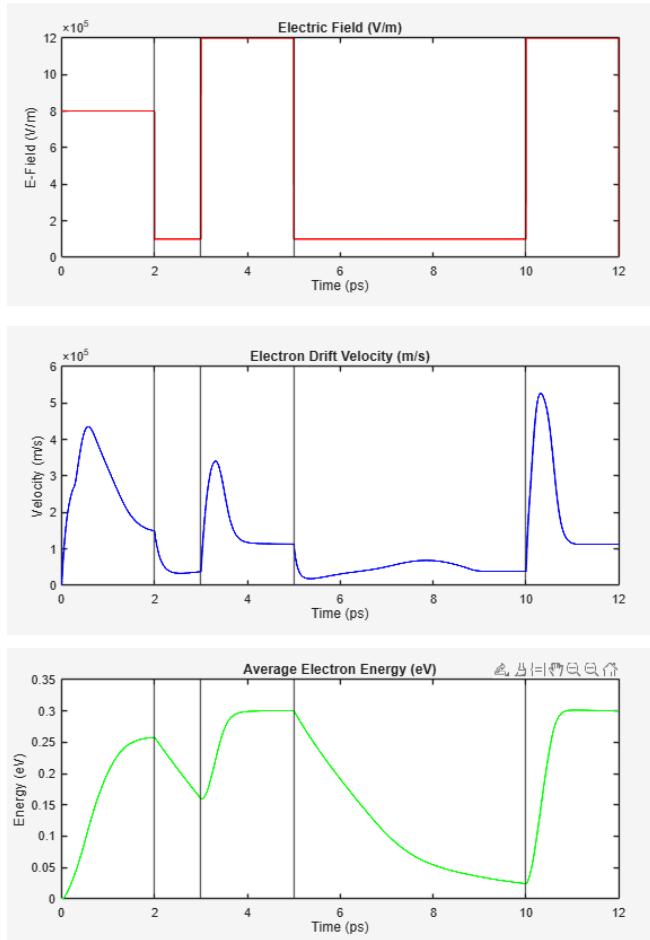 Electric Field (V/m)
×10⁵
12
10
8
6
4
2
0
E-Field (V/m)
0 2 4 6 8 10 12
Time (ps)
Electron Drift Velocity (m/s)
×10⁵
6
5
4
3
2
1
0
Velocity (m/s)
0 2 4 6 8 10 12
Time (ps)
Average Electron Energy (eV)
0.35
0.3
0.25
0.2
0.15
0.1
0.05
0
Energy (eV)
0 2 4 6 8 10 12
Time (ps)